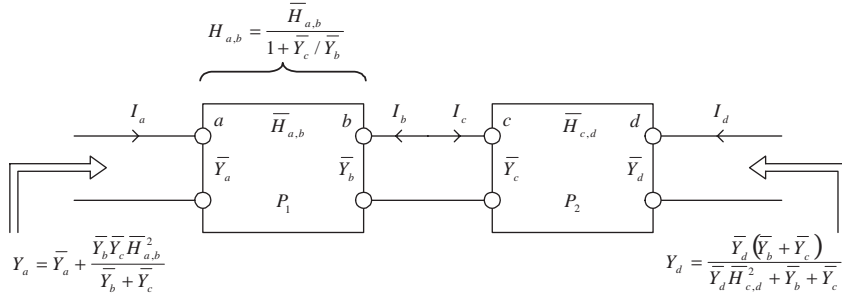 H_{a,b} = \frac{\overline{H}_{a,b}}{1 + \overline{Y}_c / \overline{Y}_b}
I_a a \overline{H}_{a,b} b I_b I_c c \overline{H}_{c,d} d I_d
\overline{Y}_a \overline{Y}_b \overline{Y}_c \overline{Y}_d
P_1 P_2
Y_a = \overline{Y}_a + \frac{\overline{Y}_b \overline{Y}_c \overline{H}_{a,b}^2}{\overline{Y}_b + \overline{Y}_c}
Y_d = \frac{\overline{Y}_d (\overline{Y}_b + \overline{Y}_c)}{\overline{Y}_d \overline{H}_{c,d}^2 + \overline{Y}_b + \overline{Y}_c}